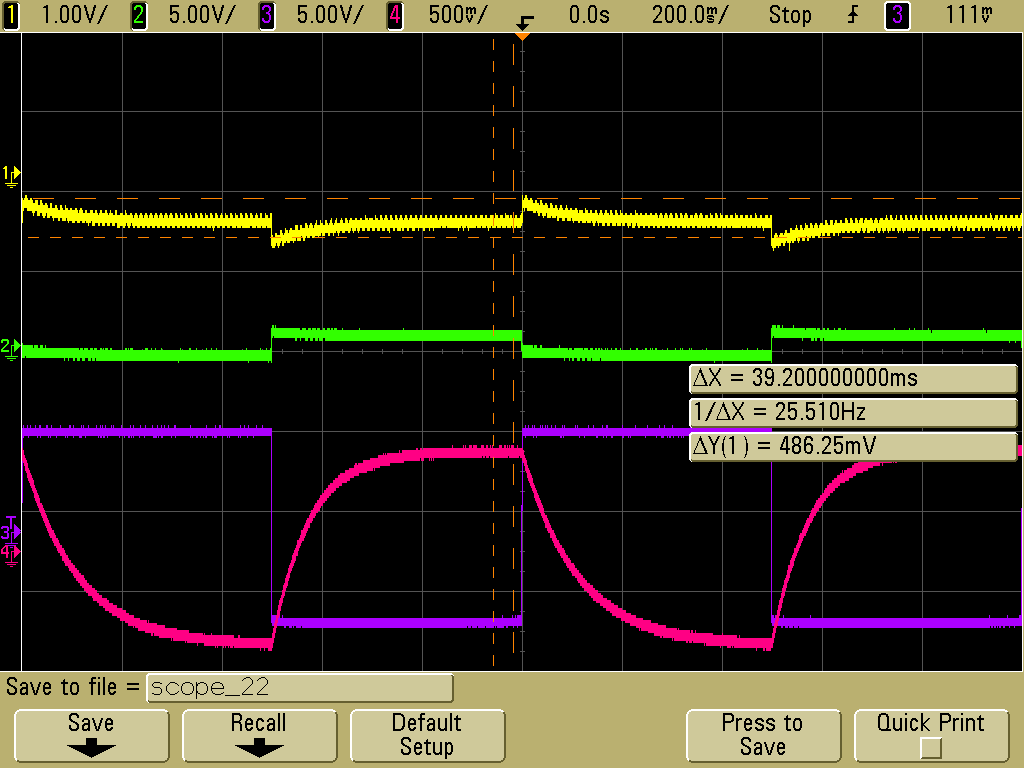 1 1.00V/ 2 5.00V/ 3 5.00V/ 4 500mV/ 0.0s 200.0ms/ Stop 3 111mV
1
2
ΔX = 39.200000000ms
1/ΔX = 25.510Hz
ΔY(1) = 486.25mV
T
3
4
Save to file = scope_22
Save Recall Default Setup Press to Save Quick Print